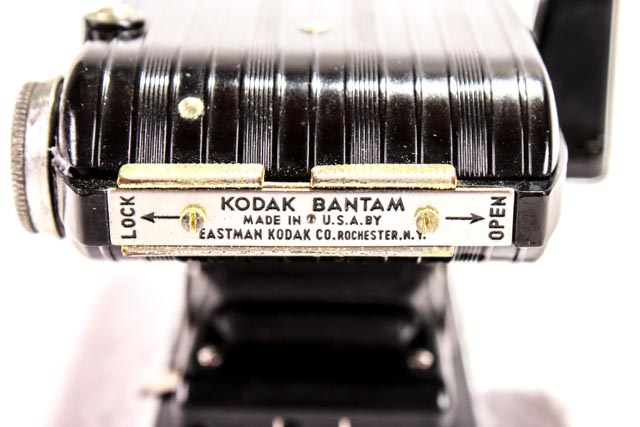 LOCK
KODAK BANTAM
MADE IN U.S.A. BY
EASTMAN KODAK CO. ROCHESTER, N.Y.
OPEN